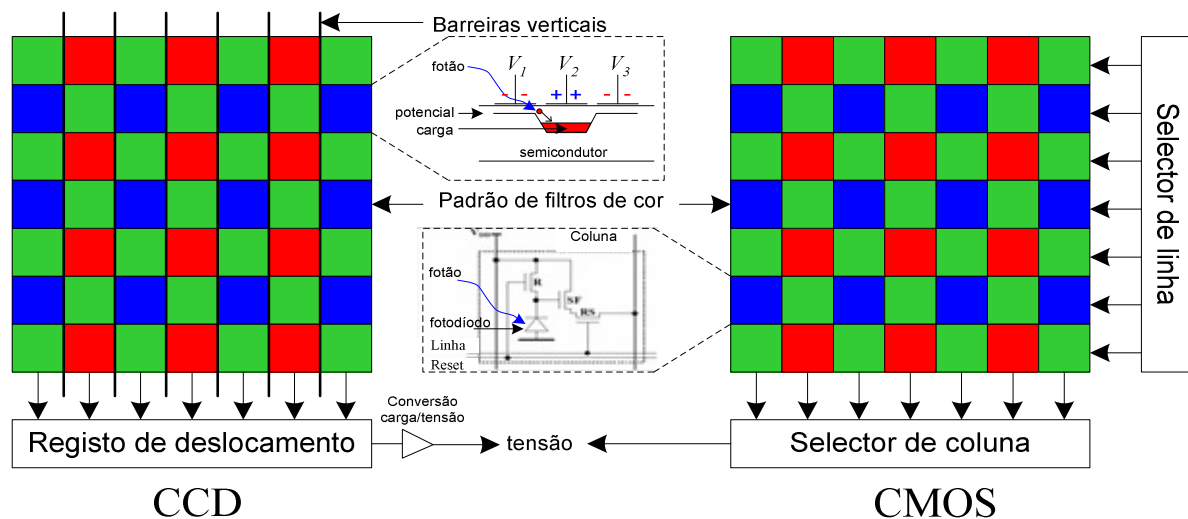 Barreiras verticais
fotão
V1 V2 V3
- - + + - -
potencial
carga
semicondutor
Padrão de filtros de cor
Coluna
fotão
R
SF
RS
fotodíodo
Linha
Reset
Selector de linha
Registo de deslocamento
Conversão
carga/tensão
tensão
Selector de coluna
CCD
CMOS